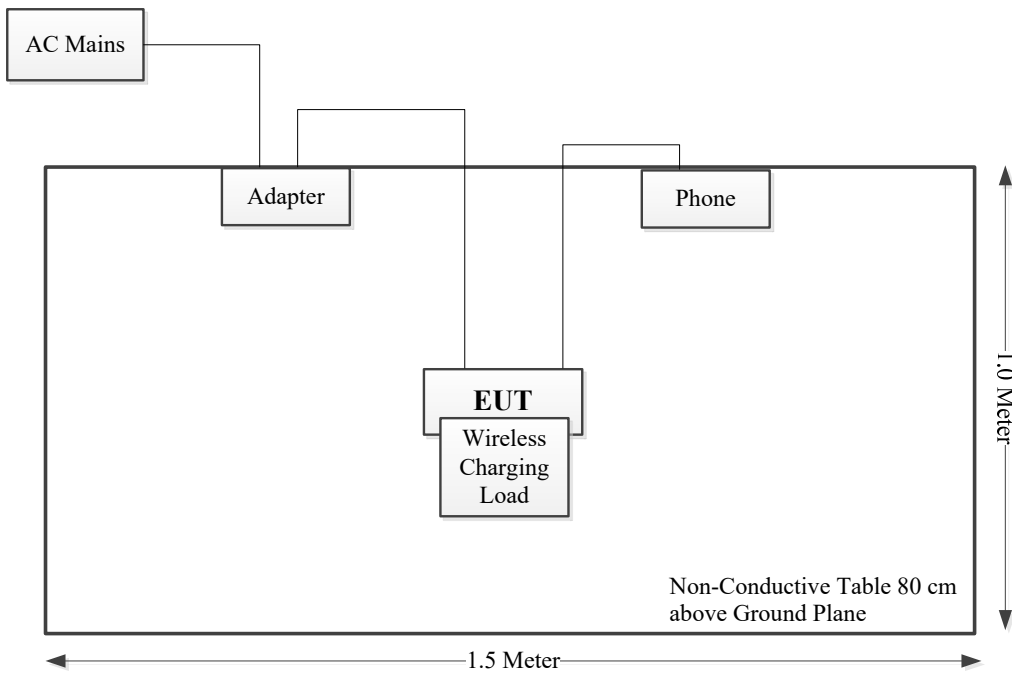 AC Mains
Adapter
Phone
EUT
Wireless
Charging
Load
1.0 Meter
Non-Conductive Table 80 cm
above Ground Plane
1.5 Meter